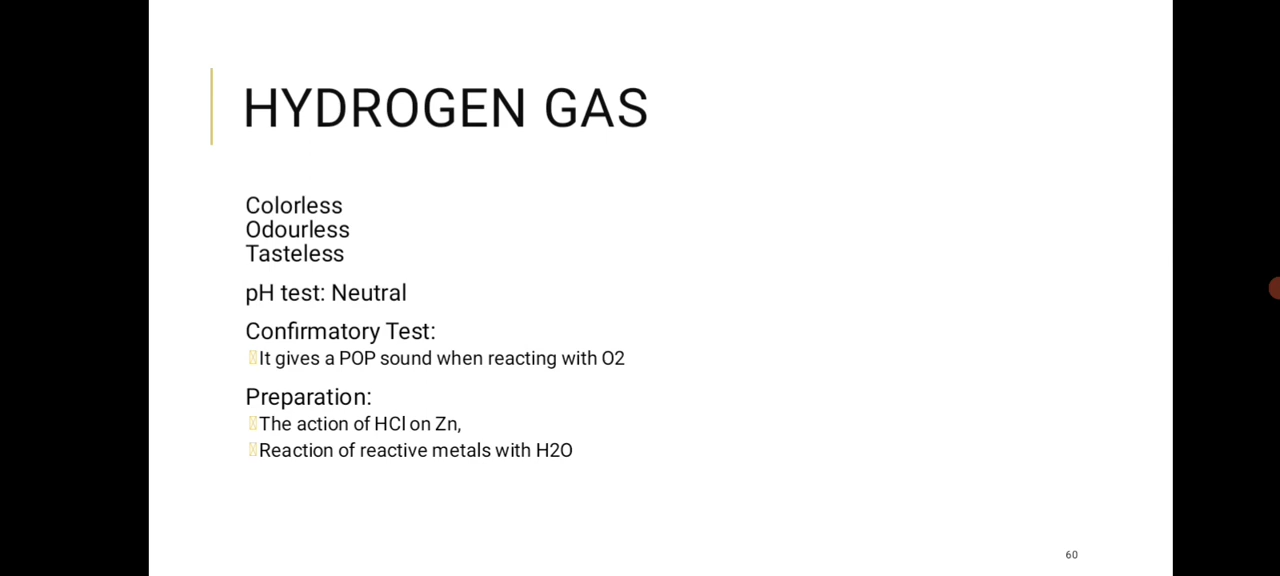 HYDROGEN GAS
Colorless
Odourless
Tasteless
pH test: Neutral
Confirmatory Test:
It gives a POP sound when reacting with O2
Preparation:
The action of HCl on Zn,
Reaction of reactive metals with H2O
60